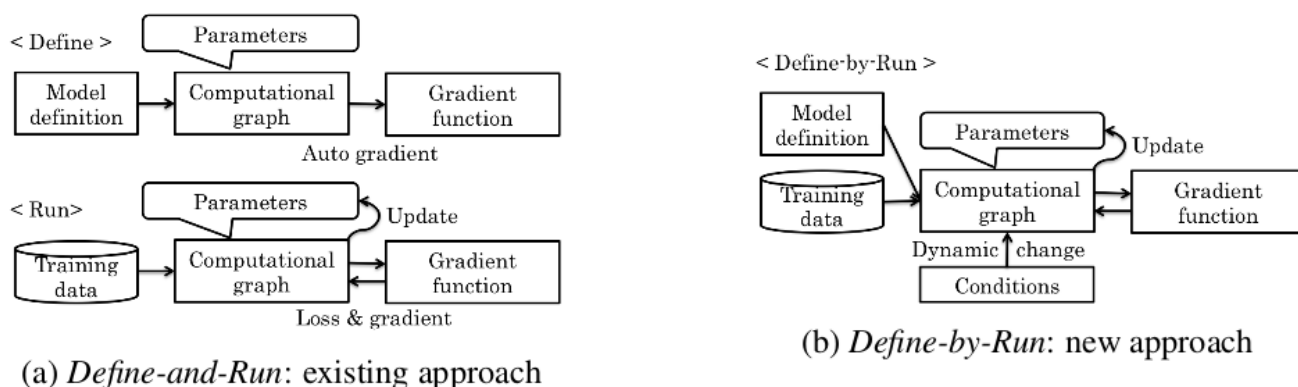 < Define >
Parameters
Model
definition
Computational
graph
Gradient
function
Auto gradient
< Run>
Parameters
Update
Training
data
Computational
graph
Gradient
function
Loss & gradient
(a) Define-and-Run: existing approach
< Define-by-Run >
Model
definition
Parameters
Update
Training
data
Computational
graph
Gradient
function
Dynamic change
Conditions
(b) Define-by-Run: new approach